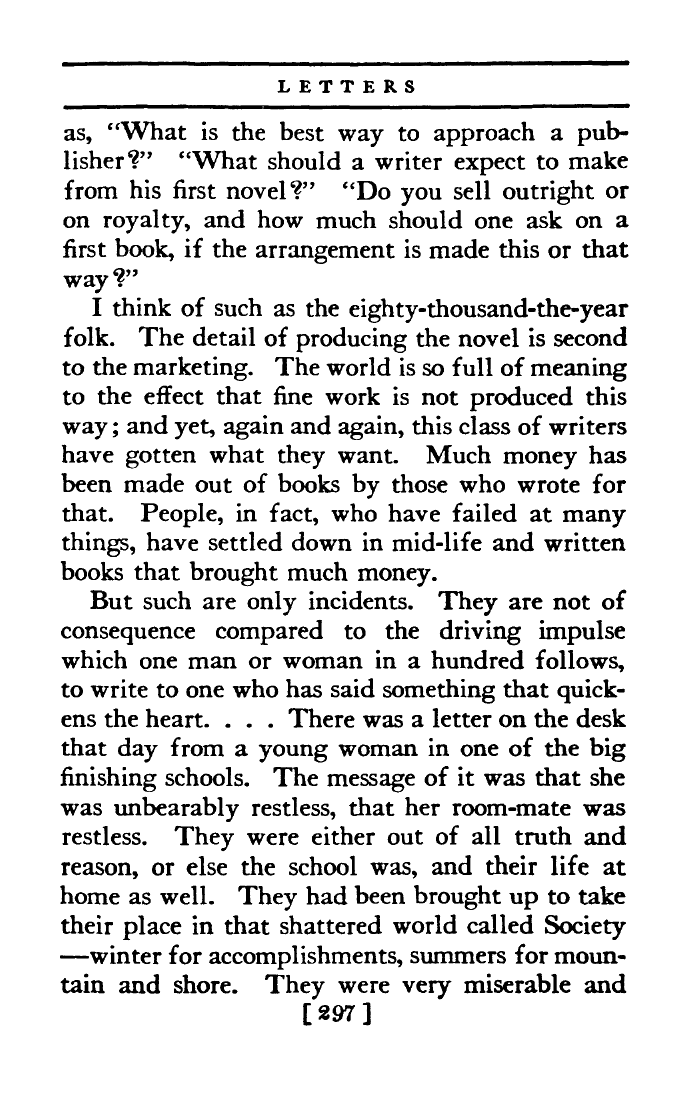 LETTERS
as, “What is the best way to approach a pub-
lisher?” “What should a writer expect to make
from his first novel?” “Do you sell outright or
on royalty, and how much should one ask on a
first book, if the arrangement is made this or that
way?”
I think of such as the eighty-thousand-the-year
folk. The detail of producing the novel is second
to the marketing. The world is so full of meaning
to the effect that fine work is not produced this
way; and yet, again and again, this class of writers
have gotten what they want. Much money has
been made out of books by those who wrote for
that. People, in fact, who have failed at many
things, have settled down in mid-life and written
books that brought much money.
But such are only incidents. They are not of
consequence compared to the driving impulse
which one man or woman in a hundred follows,
to write to one who has said something that quick-
ens the heart. . . . There was a letter on the desk
that day from a young woman in one of the big
finishing schools. The message of it was that she
was unbearably restless, that her room-mate was
restless. They were either out of all truth and
reason, or else the school was, and their life at
home as well. They had been brought up to take
their place in that shattered world called Society
—winter for accomplishments, summers for moun-
tain and shore. They were very miserable and
[297]